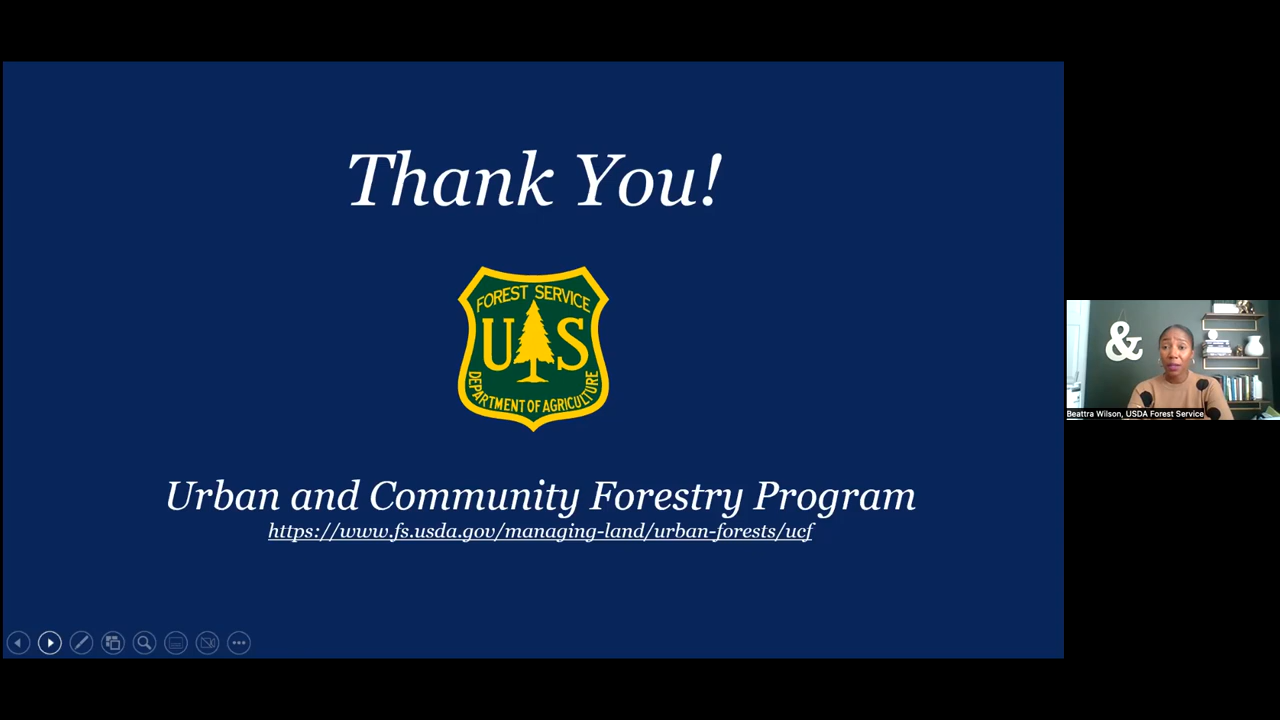 Thank You!
FOREST SERVICE
U S
DEPARTMENT OF AGRICULTURE
Urban and Community Forestry Program
https://www.fs.usda.gov/managing-land/urban-forests/ucf
&
Beattra Wilson, USDA Forest Service